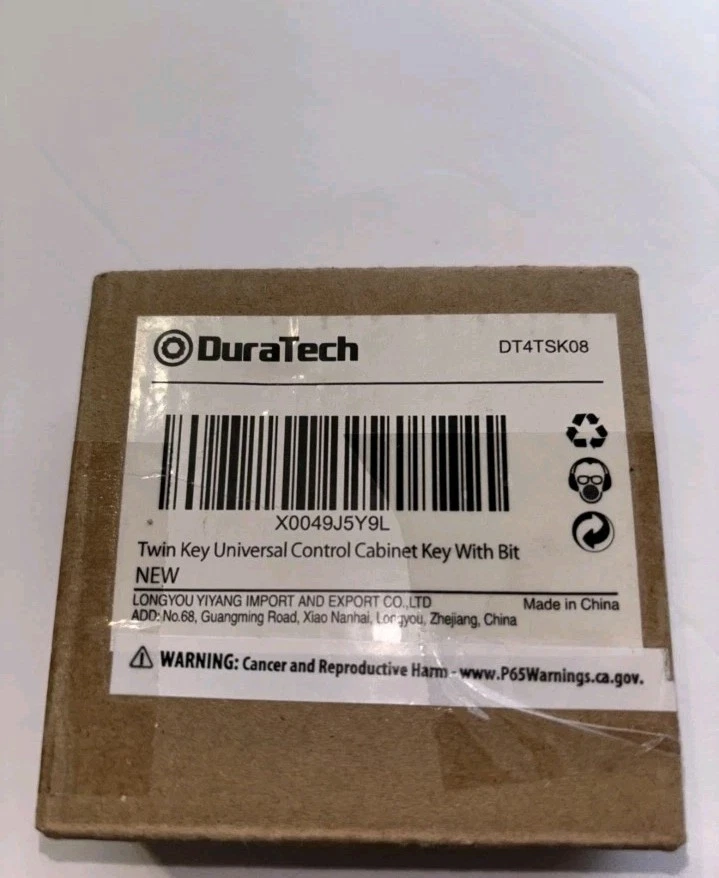 DuraTech
DT4TSK08
X0049J5Y9L
Twin Key Universal Control Cabinet Key With Bit
NEW
LONGYOU YIYANG IMPORT AND EXPORT CO.,LTD
Made in China
ADD: No.68, Guangming Road, Xiao Nanhai, Longyou, Zhejiang, China
WARNING: Cancer and Reproductive Harm - www.P65Warnings.ca.gov.